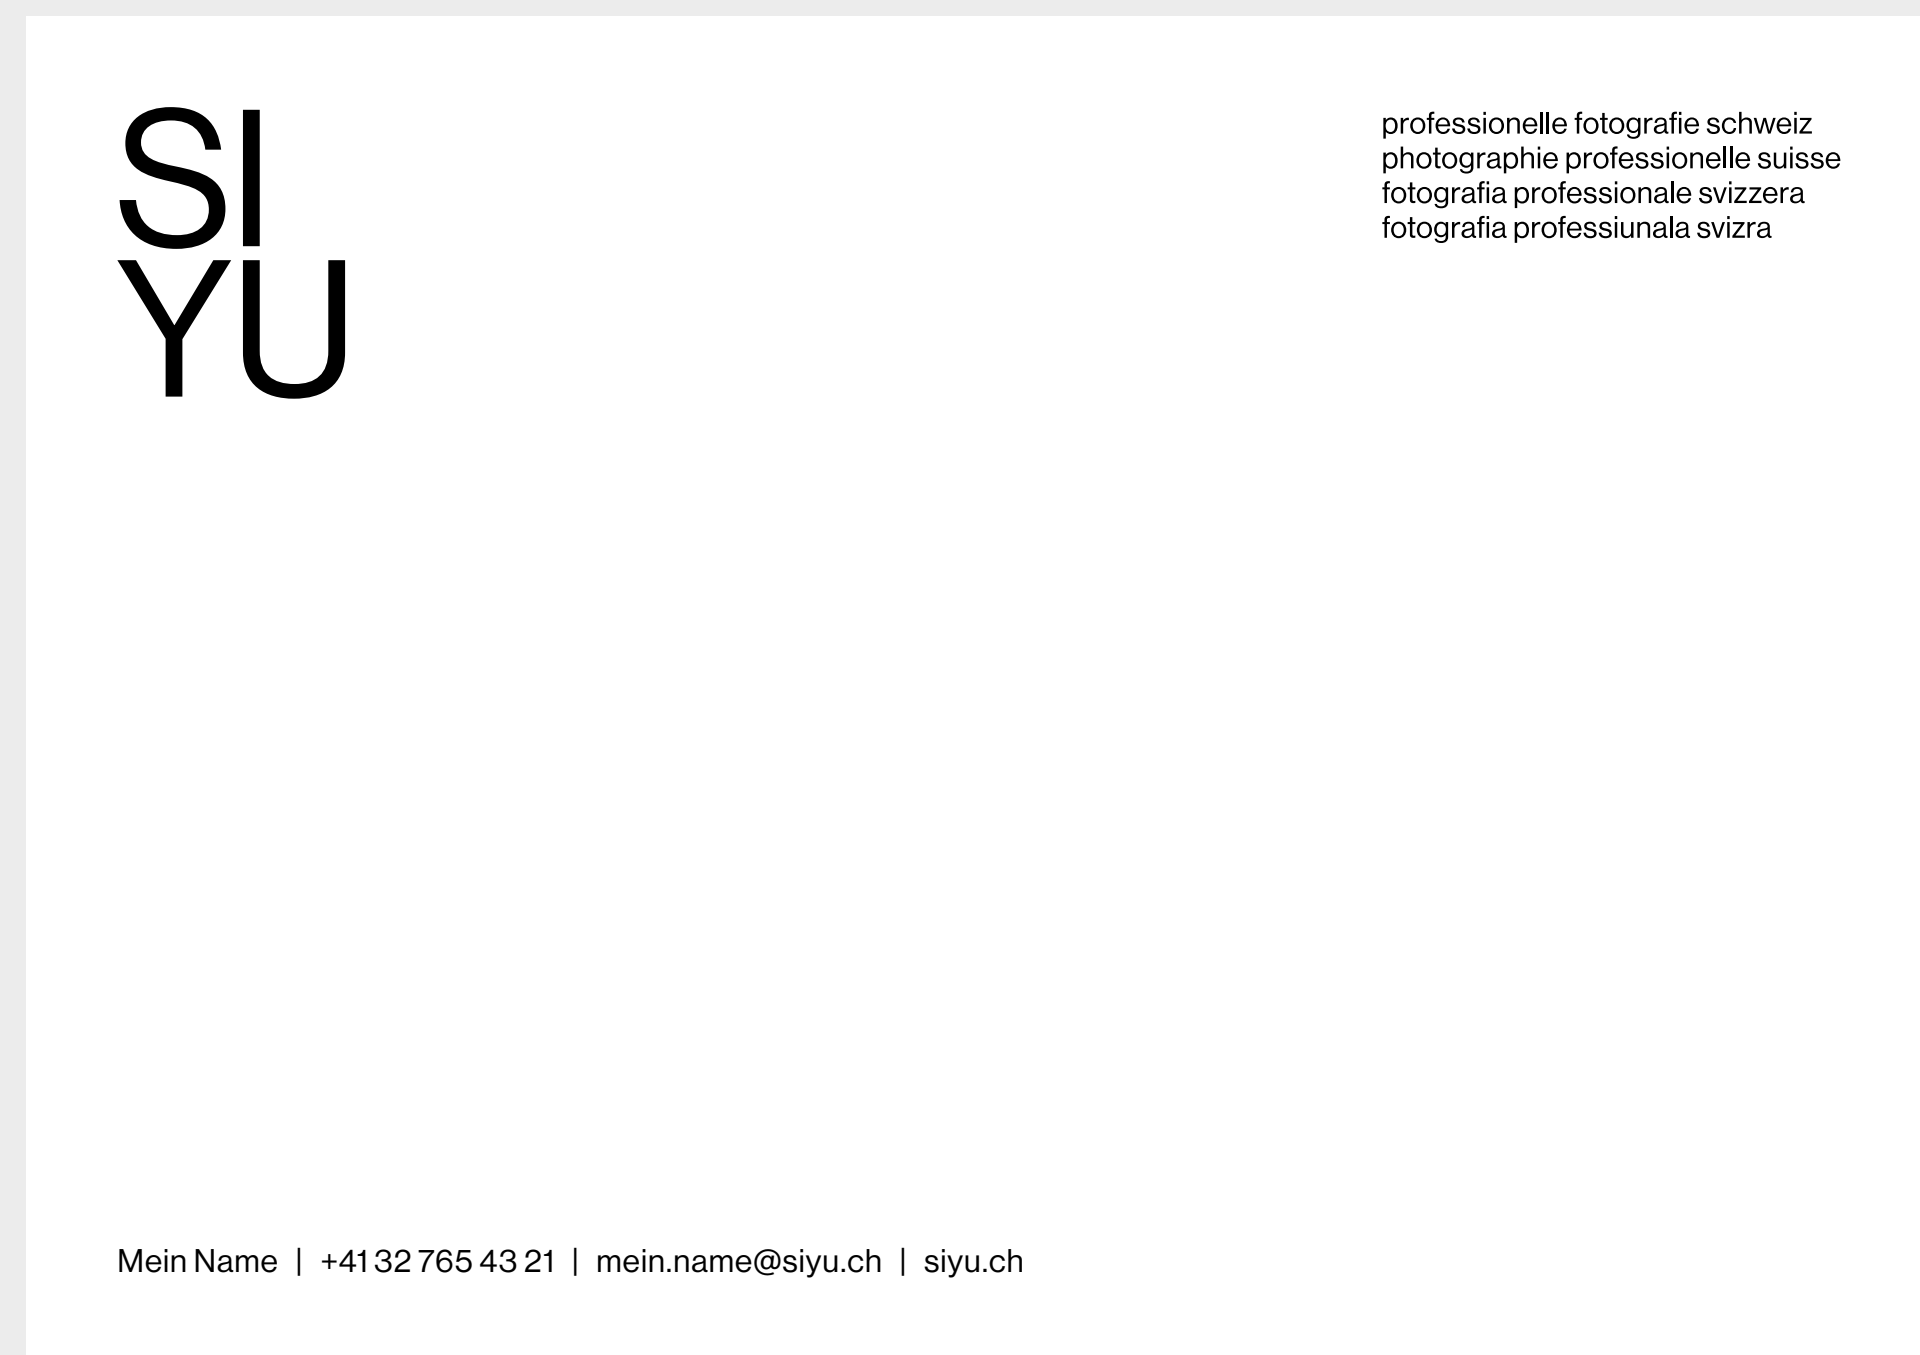 SI
YU
professionelle fotografie schweiz
photographie professionelle suisse
fotografia professionale svizzera
fotografia professiunala svizra
Mein Name | +41 32 765 43 21 | mein.name@siyu.ch | siyu.ch